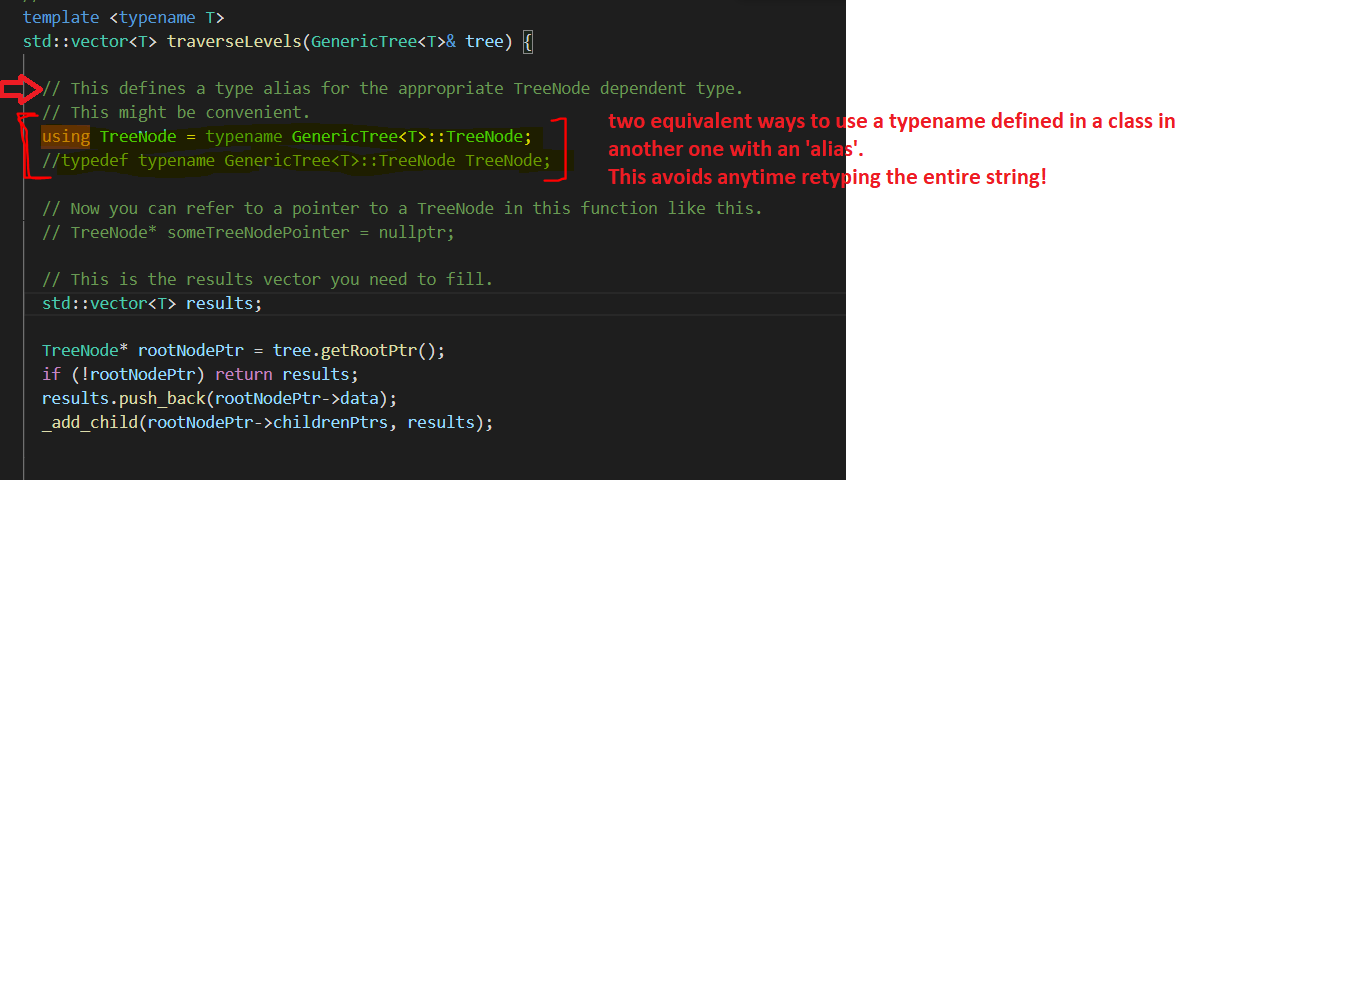 template <typename T>
std::vector<T> traverseLevels(GenericTree<T>& tree) {
// This defines a type alias for the appropriate TreeNode dependent type.
// This might be convenient.
using TreeNode = typename GenericTree<T>::TreeNode;
//typedef typename GenericTree<T>::TreeNode TreeNode;
two equivalent ways to use a typename defined in a class in
another one with an 'alias'.
This avoids anytime retyping the entire string!
// Now you can refer to a pointer to a TreeNode in this function like this.
// TreeNode* someTreeNodePointer = nullptr;
// This is the results vector you need to fill.
std::vector<T> results;
TreeNode* rootNodePtr = tree.getRootPtr();
if (!rootNodePtr) return results;
results.push_back(rootNodePtr->data);
_add_child(rootNodePtr->childrenPtrs, results);